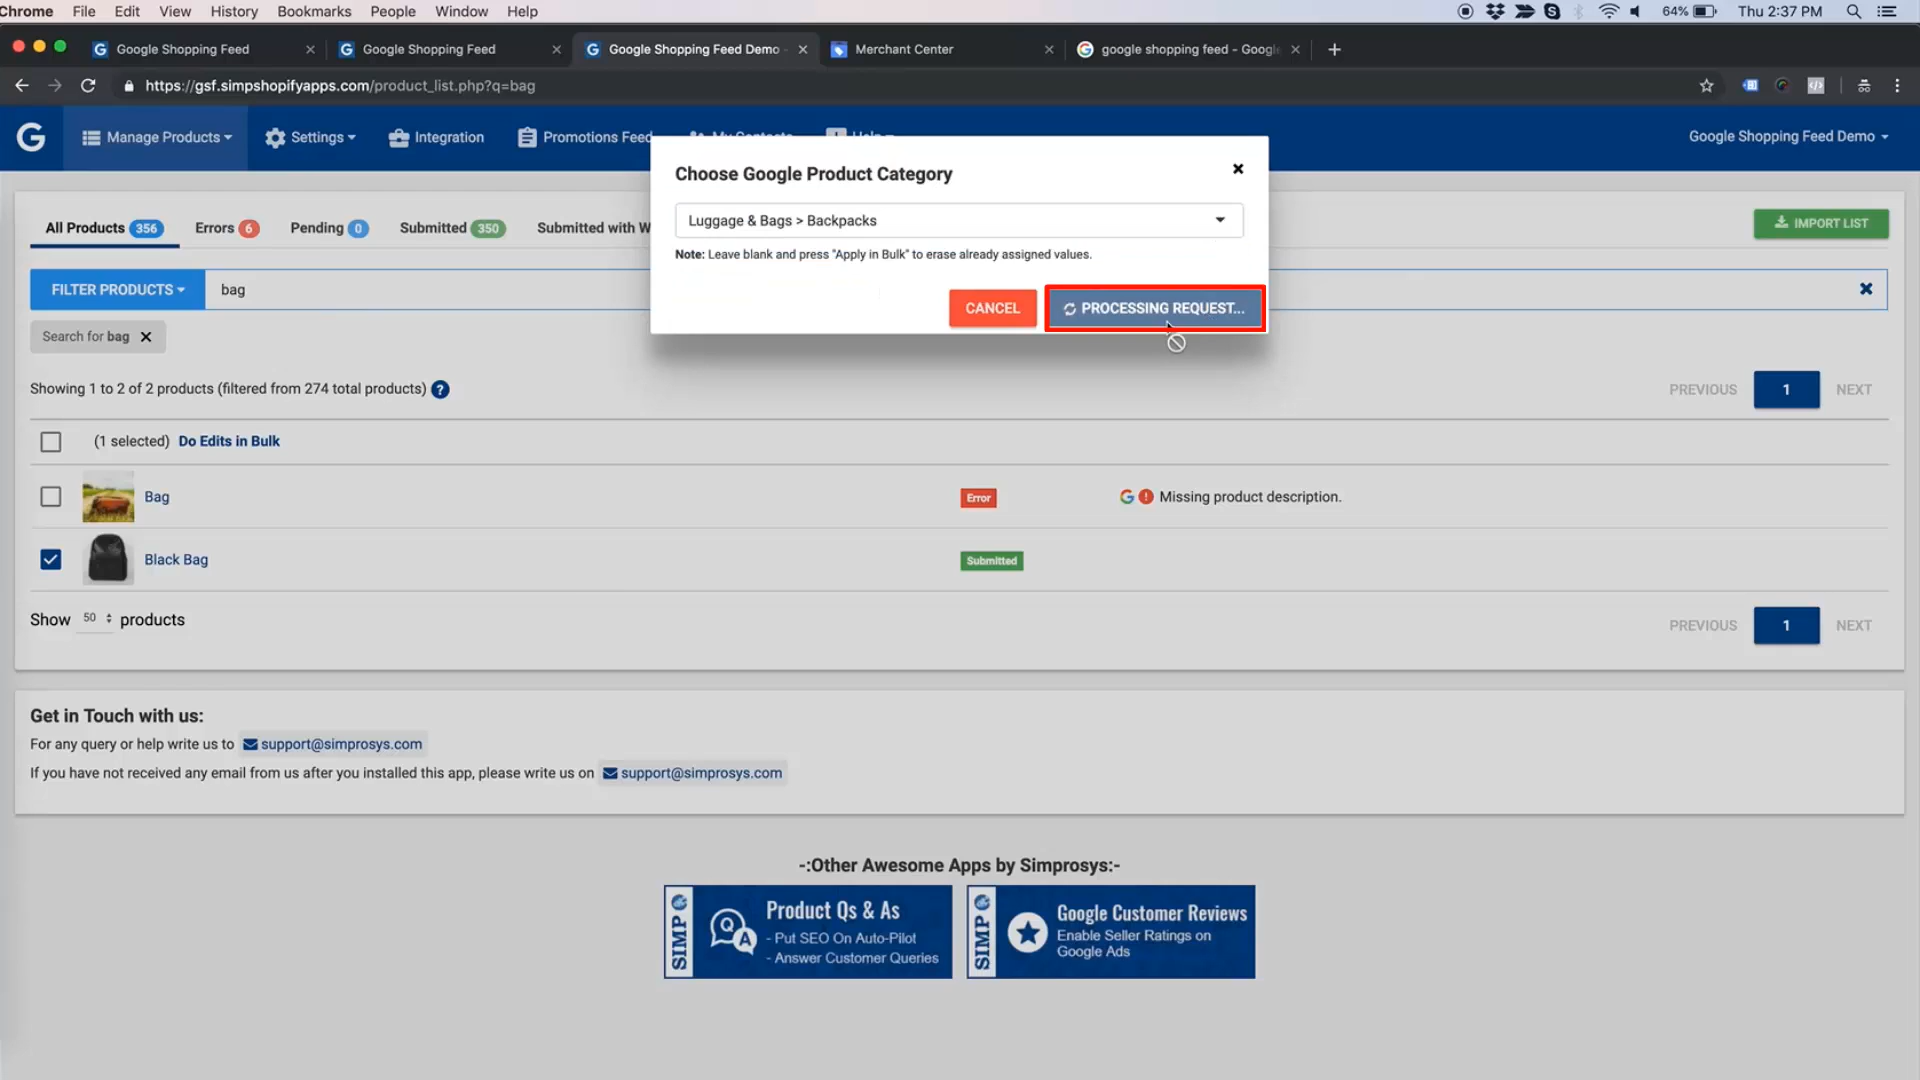 Chrome File Edit View History Bookmarks People Window Help 64% Thu 2:37 PM
Google Shopping Feed Google Shopping Feed Google Shopping Feed Demo - Merchant Center google shopping feed - Googl
https://gsf.simpshopifyapps.com/product_list.php?q=bag
G Manage Products Settings Integration Promotions Feed My Contacts Help Google Shopping Feed Demo
Choose Google Product Category
Luggage & Bags > Backpacks
Note: Leave blank and press "Apply in Bulk" to erase already assigned values.
CANCEL PROCESSING REQUEST...
All Products 356 Errors 6 Pending 0 Submitted 350 Submitted with W IMPORT LIST
FILTER PRODUCTS bag
Search for bag
Showing 1 to 2 of 2 products (filtered from 274 total products) ? PREVIOUS 1 NEXT
(1 selected) Do Edits in Bulk
Bag Error G ! Missing product description.
Black Bag Submitted
Show 50 products PREVIOUS 1 NEXT
Get in Touch with us:
For any query or help write us to support@simprosys.com
If you have not received any email from us after you installed this app, please write us on support@simprosys.com
-:Other Awesome Apps by Simprosys:-
SIMP Q A Product Qs & As
- Put SEO On Auto-Pilot
- Answer Customer Queries
SIMP Google Customer Reviews
Enable Seller Ratings on
Google Ads